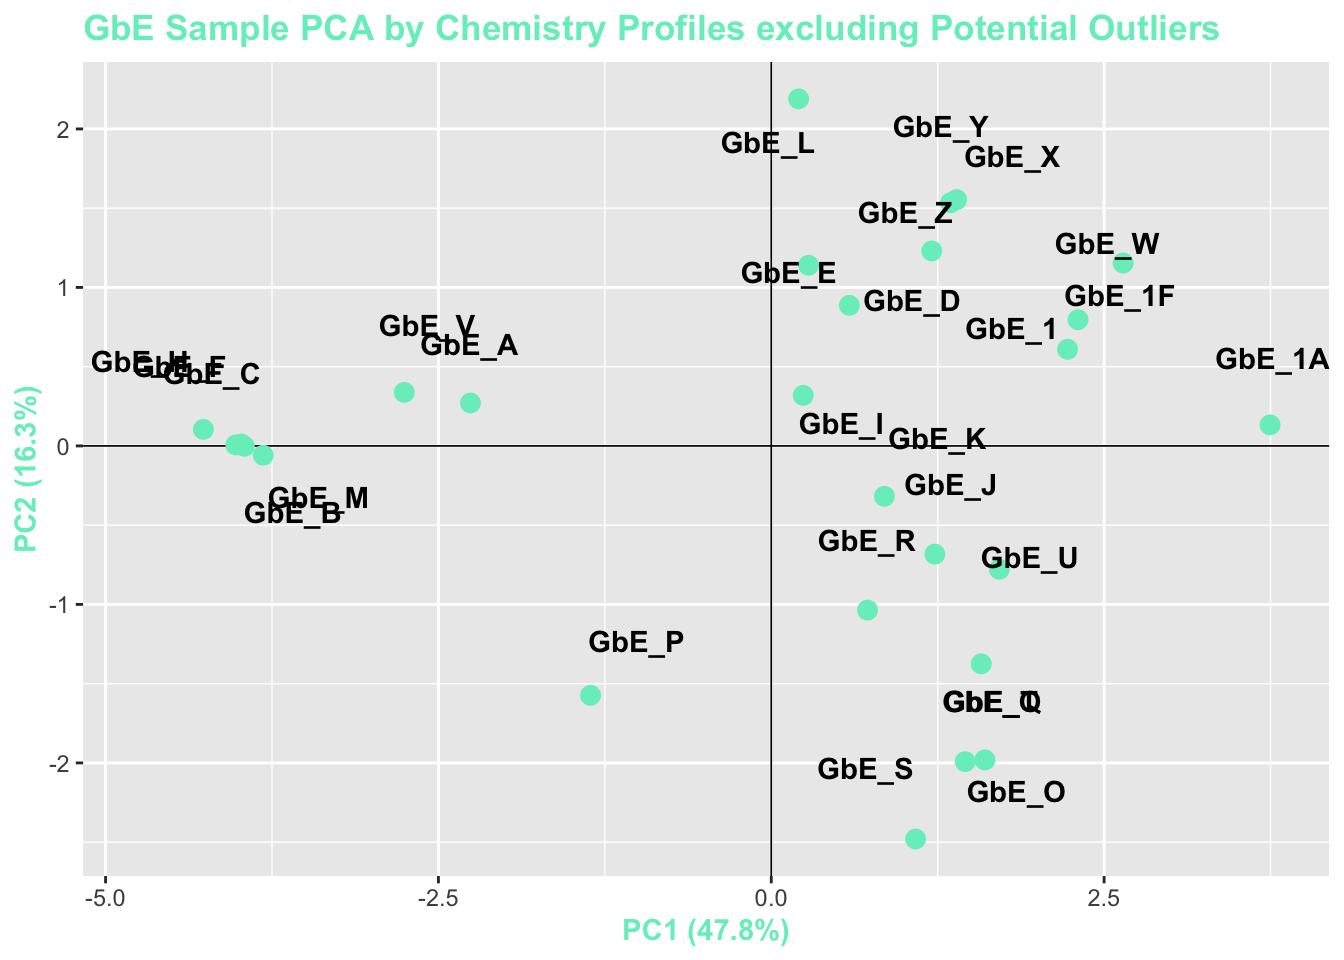 GbE Sample PCA by Chemistry Profiles excluding Potential Outliers
2
1
0
-1
-2
PC2 (16.3%)
GbE_Y
GbE_L
GbE_X
GbE_Z
GbE_W
GbE_E
GbE_D
GbE_1F
GbE_V
GbE_1
GbE_A
GbE_1A
GbE_H
GbE_F
GbE_C
GbE_I
GbE_K
GbE_J
GbE_M
GbE_B
GbE_R
GbE_U
GbE_P
GbE_Q
GbE_S
GbE_O
-5.0
-2.5
0.0
2.5
PC1 (47.8%)